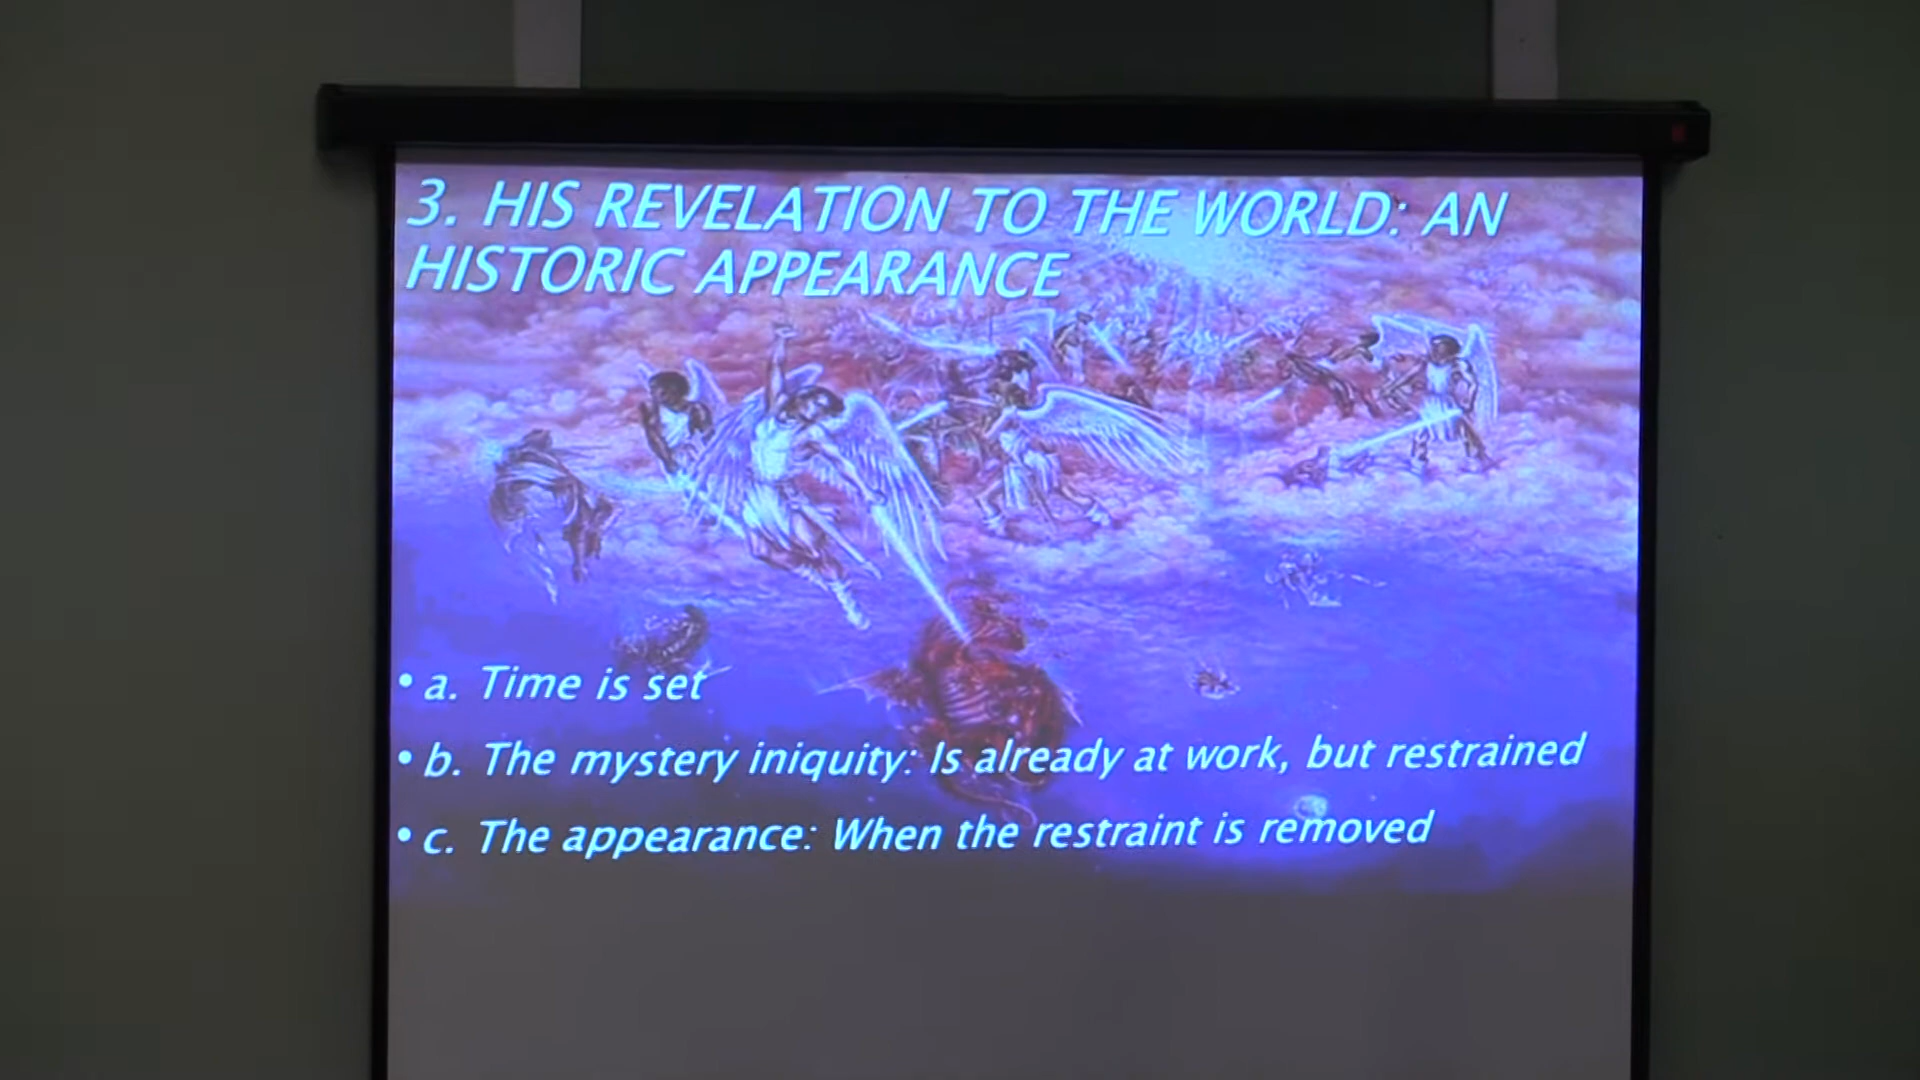 3. HIS REVELATION TO THE WORLD: AN
HISTORIC APPEARANCE
• a. Time is set
• b. The mystery iniquity: Is already at work, but restrained
• c. The appearance: When the restraint is removed